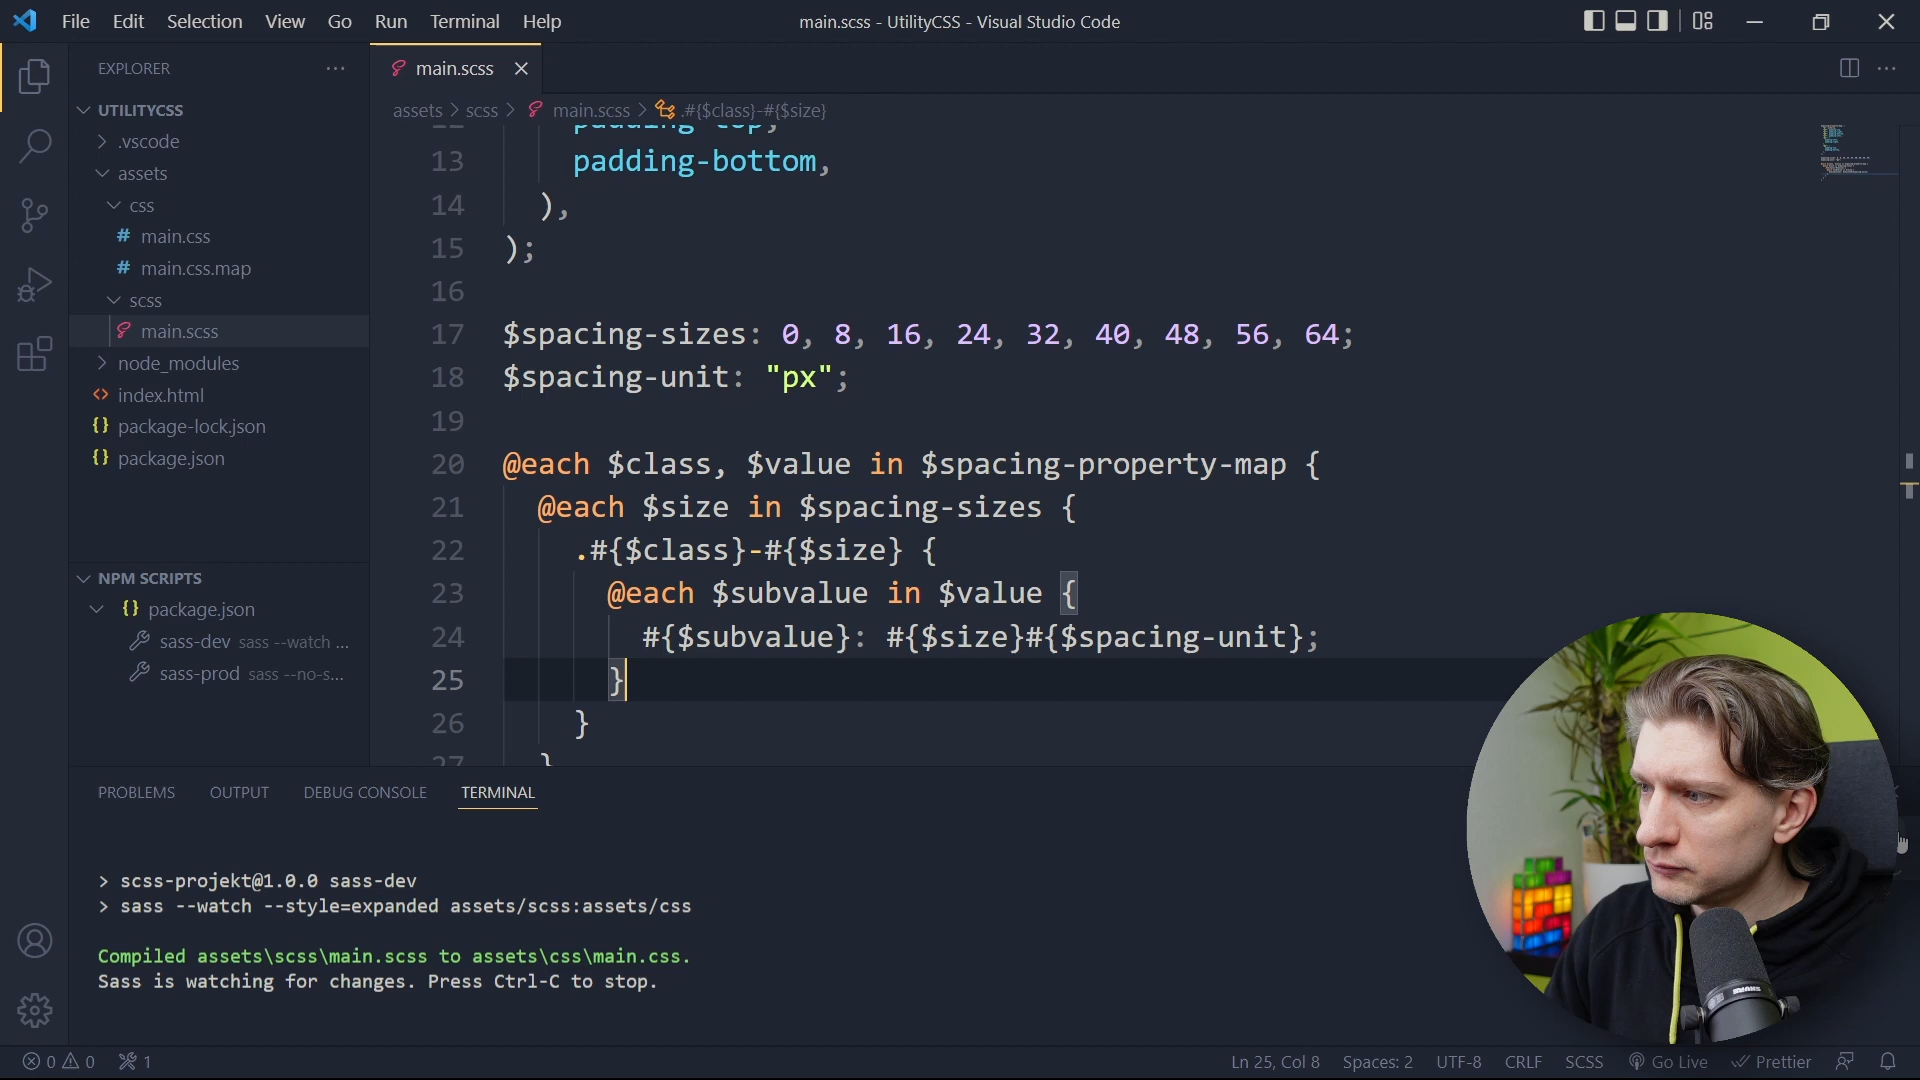 File Edit Selection View Go Run Terminal Help
main.scss - UtilityCSS - Visual Studio Code
EXPLORER
UTILITYCSS
.vscode
assets
css
# main.css
# main.css.map
scss
main.scss
node_modules
<> index.html
{} package-lock.json
{} package.json
NPM SCRIPTS
{} package.json
sass-dev sass --watch ...
sass-prod sass --no-s...
main.scss
assets > scss > main.scss > .#{$class}-#{$size}
12 padding-top,
13 padding-bottom,
14 ),
15 );
16
17 $spacing-sizes: 0, 8, 16, 24, 32, 40, 48, 56, 64;
18 $spacing-unit: "px";
19
20 @each $class, $value in $spacing-property-map {
21 @each $size in $spacing-sizes {
22 .#{$class}-#{$size} {
23 @each $subvalue in $value {
24 #{$subvalue}: #{$size}#{$spacing-unit};
25 }
26 }
27 }
PROBLEMS OUTPUT DEBUG CONSOLE TERMINAL
> scss-projekt@1.0.0 sass-dev
> sass --watch --style=expanded assets/scss:assets/css
Compiled assets\scss\main.scss to assets\css\main.css.
Sass is watching for changes. Press Ctrl-C to stop.
SHURE
0 0 1
Ln 25, Col 8 Spaces: 2 UTF-8 CRLF SCSS Go Live Prettier